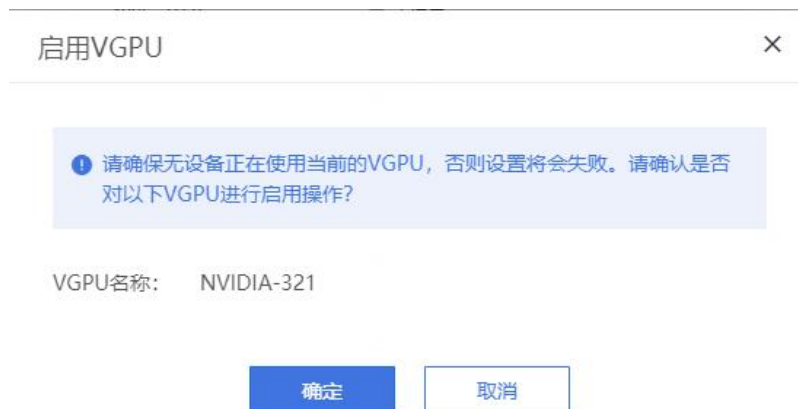 启用VGPU
请确保无设备正在使用当前的VGPU，否则设置将会失败。请确认是否
对以下VGPU进行启用操作？
VGPU名称： NVIDIA-321
确定 取消